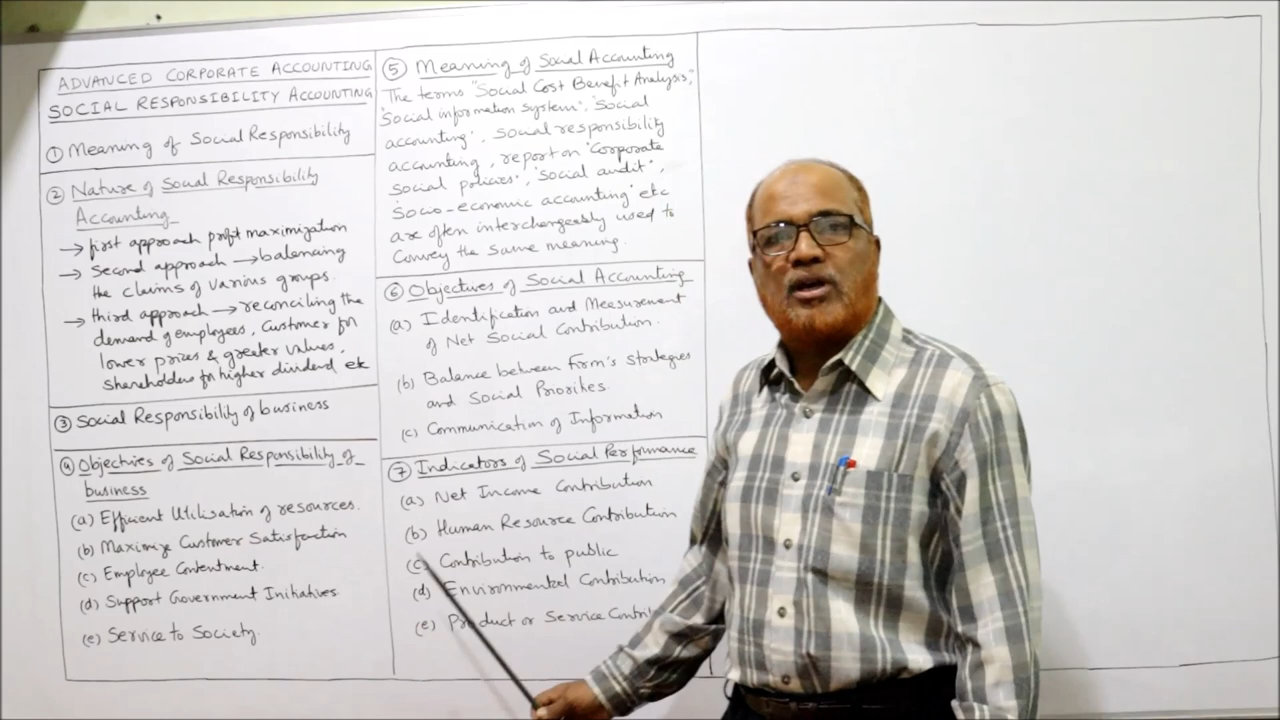 ADVANCED CORPORATE ACCOUNTING
SOCIAL RESPONSIBILITY ACCOUNTING
① Meaning of Social Responsibility
② Nature of Social Responsibility
Accounting
→ first approach profit maximization
→ Second approach → balancing
the claims of various groups.
→ third approach → reconciling the
demand of employees, Customer for
lower prizes & greater values,
Shareholders for higher dividend, etc
③ Social Responsibility of business
④ Objectives of Social Responsibility of
business
(a) Efficient Utilisation of resources.
(b) Maximize Customer Satisfaction
(c) Employee Contentment.
(d) Support Government Initiatives
(e) Service to Society.
⑤ Meaning of Social Accounting
The terms "Social Cost Benefit Analysis",
"Social information System", "Social
accounting", Social responsibility
accounting, report on "Corporate
Social policies", "Social audit",
"Socio-economic accounting" etc
are often interchangeably used to
Convey the same meaning.
⑥ Objectives of Social Accounting
(a) Identification and Measurement
of Net Social Contribution.
(b) Balance between Firm's Strategies
and Social Priorities.
(c) Communication of Information
⑦ Indicators of Social Performance
(a) Net Income Contribution
(b) Human Resource Contribution
(c) Contribution to public
(d) Environmental Contribution
(e) Product or Service